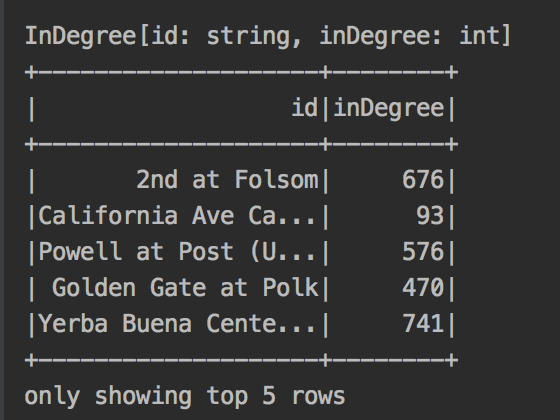 InDegree[id: string, inDegree: int]
+--------------------+--------+
|                  id|inDegree|
+--------------------+--------+
|       2nd at Folsom|     676|
|California Ave Ca...|      93|
|Powell at Post (U...|     576|
| Golden Gate at Polk|     470|
|Yerba Buena Cente...|     741|
+--------------------+--------+
only showing top 5 rows